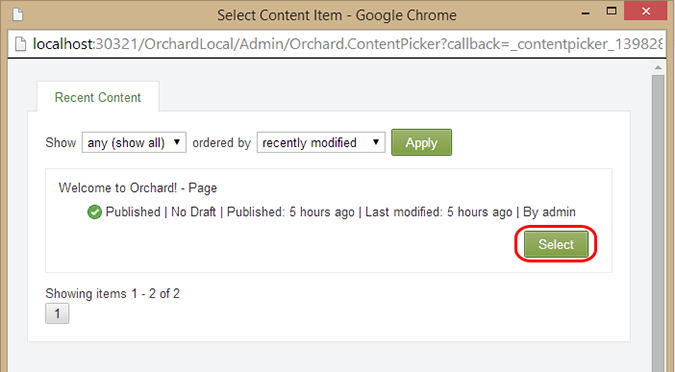 Select Content Item - Google Chrome
localhost:30321/OrchardLocal/Admin/Orchard.ContentPicker?callback=_contentpicker_139828
Recent Content
Show any (show all) ordered by recently modified Apply
Welcome to Orchard! - Page
Published | No Draft | Published: 5 hours ago | Last modified: 5 hours ago | By admin
Select
Showing items 1 - 2 of 2
1